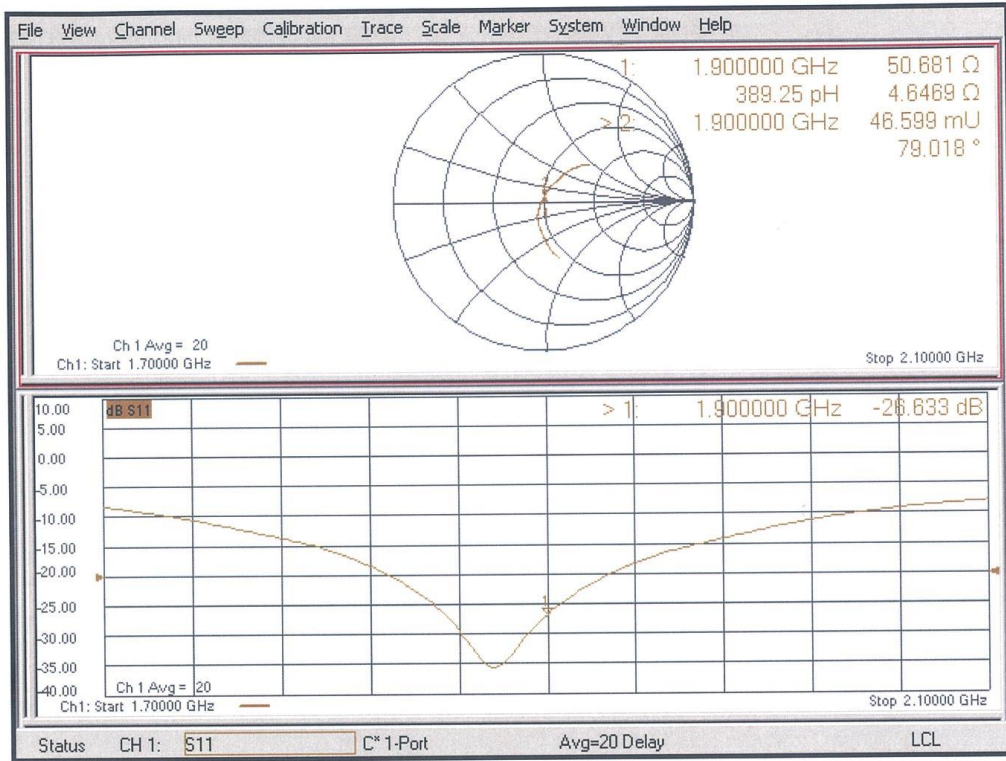 File View Channel Sweep Calibration Trace Scale Marker System Window Help
1: 1.900000 GHz 50.681 Ω
389.25 pH 4.6469 Ω
> 2: 1.900000 GHz 46.599 mU
79.018 °
1
Ch 1 Avg = 20
Ch1: Start 1.70000 GHz
Stop 2.10000 GHz
10.00 dB S11 > 1: 1.900000 GHz -26.633 dB
5.00
0.00
-5.00
-10.00
-15.00
-20.00
-25.00
1
-30.00
-35.00
-40.00
Ch 1 Avg = 20
Ch1: Start 1.70000 GHz
Stop 2.10000 GHz
Status CH 1: S11 C* 1-Port Avg=20 Delay LCL